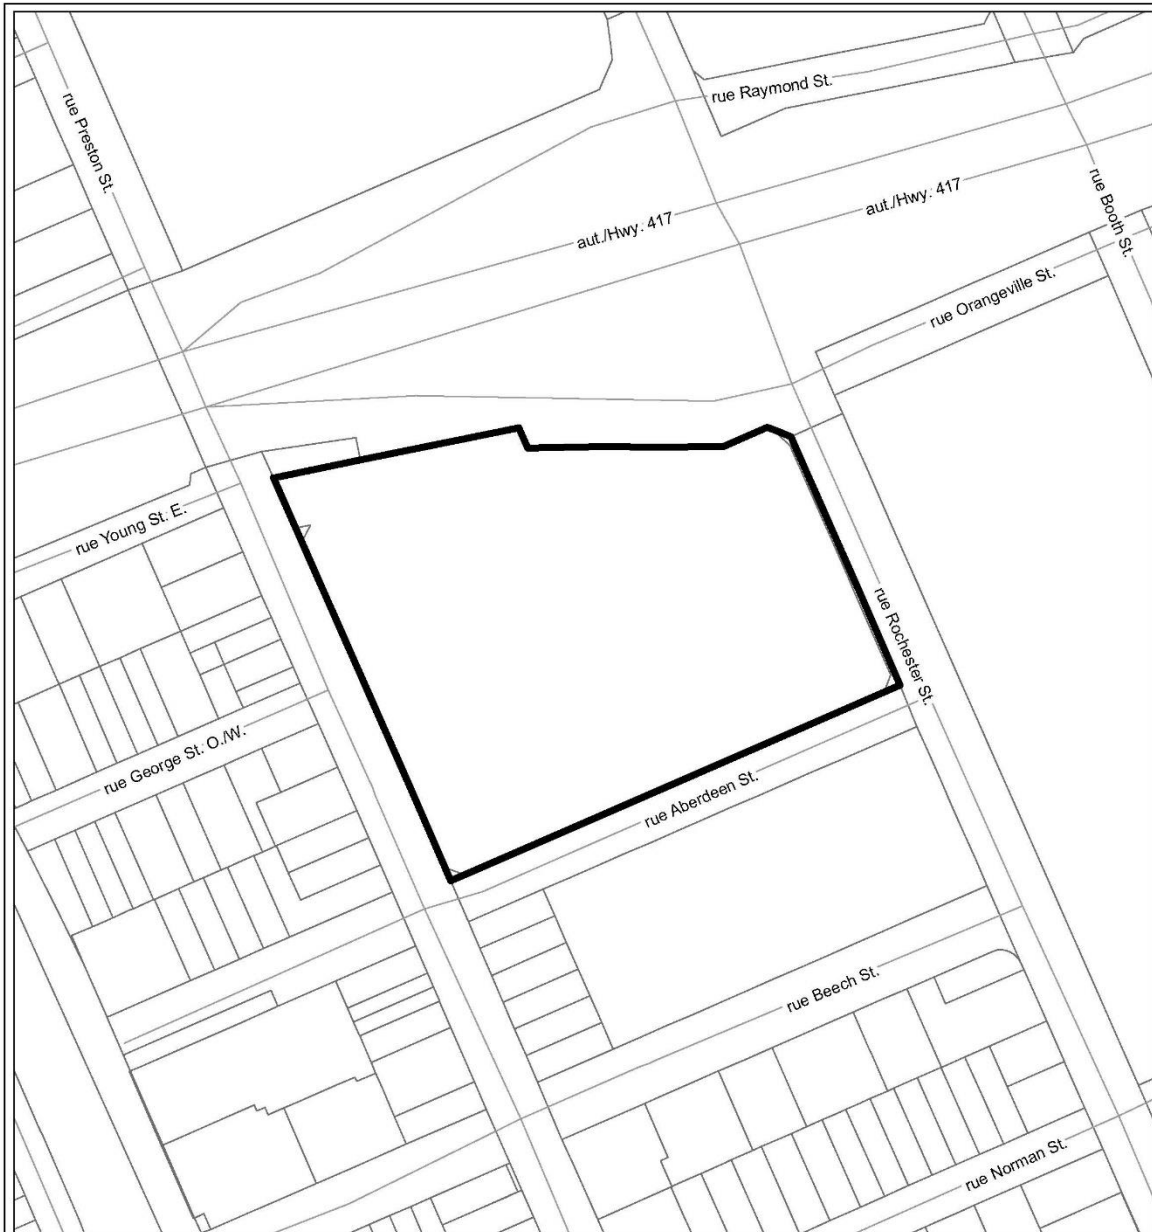 rue Raymond St.
rue Preston St.
rue Booth St.
aut./Hwy. 417
aut./Hwy. 417
rue Orangeville St.
rue Young St. E.
rue Rochester St.
rue George St. O./W.
rue Aberdeen St.
rue Beech St.
rue Norman St.